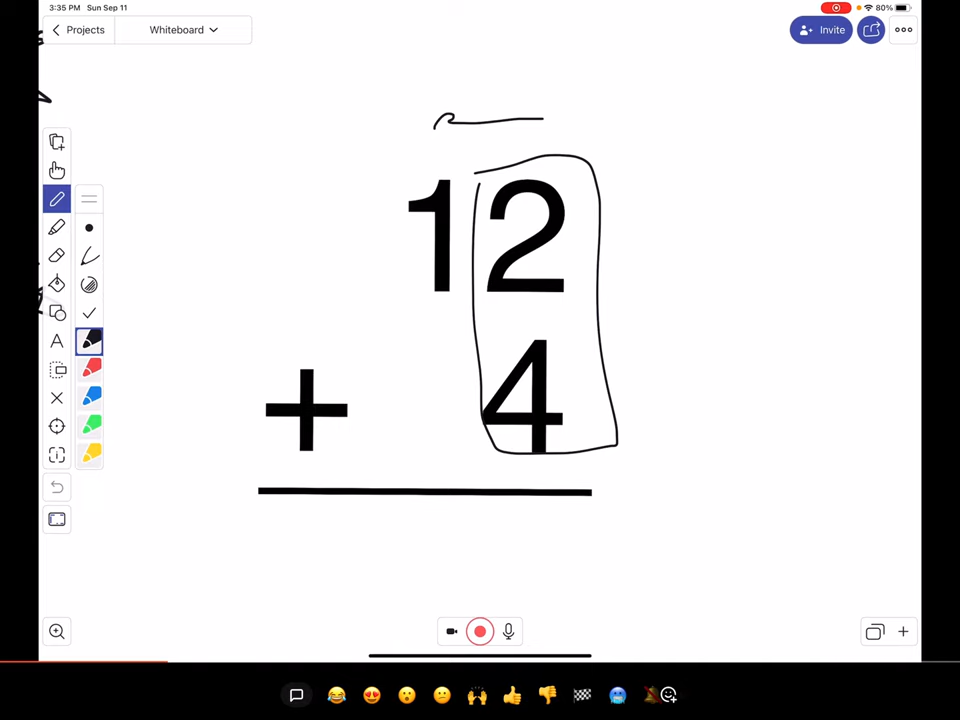 3:35 PM Sun Sep 11
80%
Projects
Whiteboard
Invite
12
+ 4
A